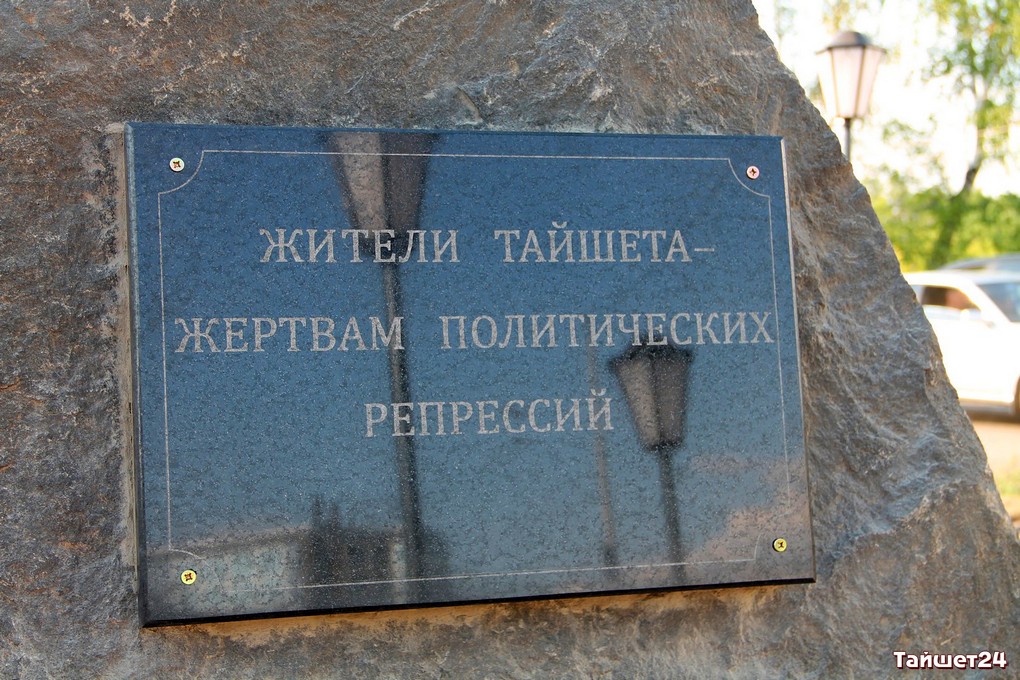 ЖИТЕЛИ ТАЙШЕТА–
ЖЕРТВАМ ПОЛИТИЧЕСКИХ
РЕПРЕССИЙ
Тайшет24